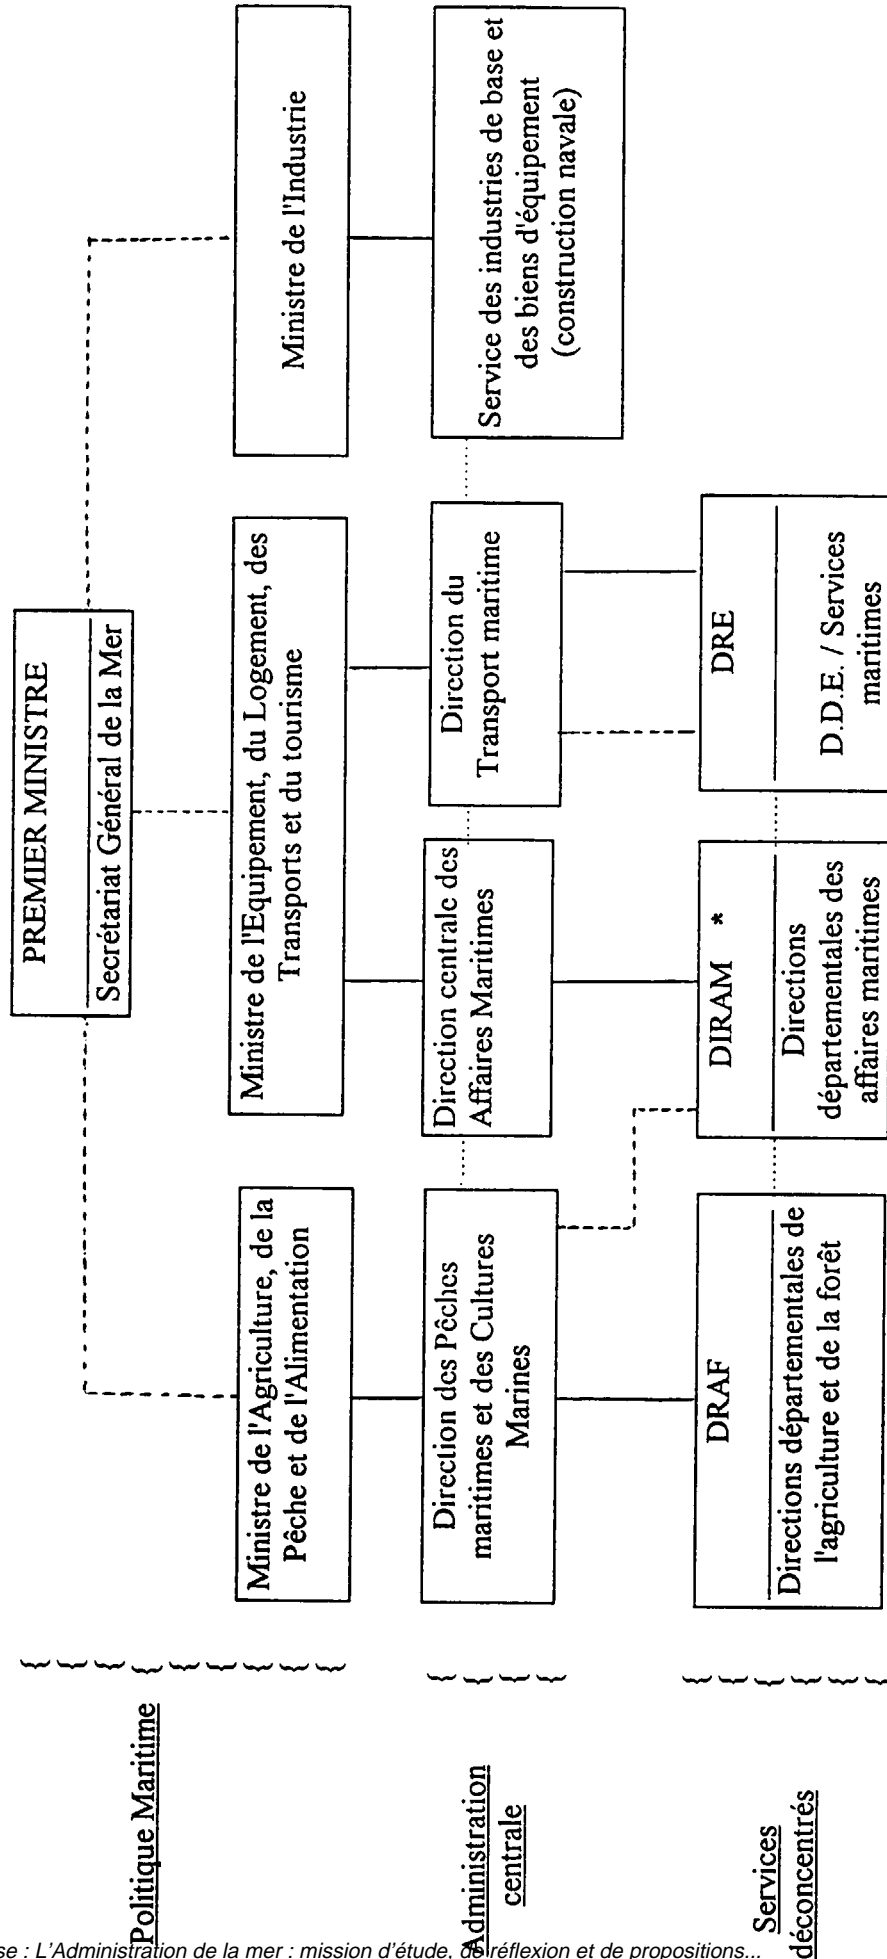 PREMIER MINISTRE
Secrétariat Général de la Mer
Politique Maritime
Ministre de l'Agriculture, de la
Pêche et de l'Alimentation
Ministre de l'Equipement, du Logement, des
Transports et du tourisme
Ministre de l'Industrie
Administration
centrale
Direction des Pêches
maritimes et des Cultures
Marines
Direction centrale des
Affaires Maritimes
Direction du
Transport maritime
Service des industries de base et
des biens d'équipement
(construction navale)
Services
déconcentrés
DRAF
Directions départementales de
l'agriculture et de la forêt
DIRAM *
Directions
départementales des
affaires maritimes
DRE
D.D.E. / Services
maritimes
se : L'Administration de la mer : mission d'étude, de réflexion et de propositions...